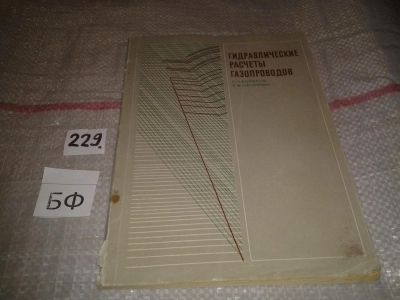 ГИДРАВЛИЧЕСКИЕ
РАСЧЕТЫ
ГАЗОПРОВОДОВ
229.
БФ